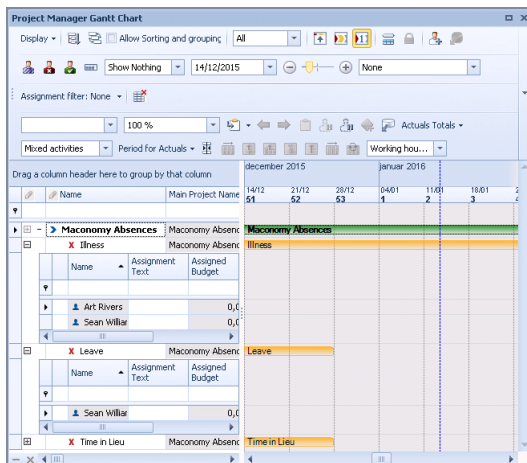 Project Manager Gantt Chart
Display Allow Sorting and grouping All
Show Nothing 14/12/2015 None
Assignment filter: None
100 % Actuals Totals
Mixed activities Period for Actuals Working hou...
Drag a column header here to group by that column
december 2015 januar 2016
Name Main Project Name 14/12 21/12 28/12 04/01 11/01 18/01 2
51 52 53 1 2 3 4
Maconomy Absences Maconomy Absenc Maconomy Absences
Illness Maconomy Absenc Illness
Name Assignment Text Assigned Budget
Art Rivers 0,0
Sean Williar 0,0
Leave Maconomy Absenc Leave
Name Assignment Text Assigned Budget
Sean Williar 0,0
Time in Lieu Maconomy Absenc Time in Lieu